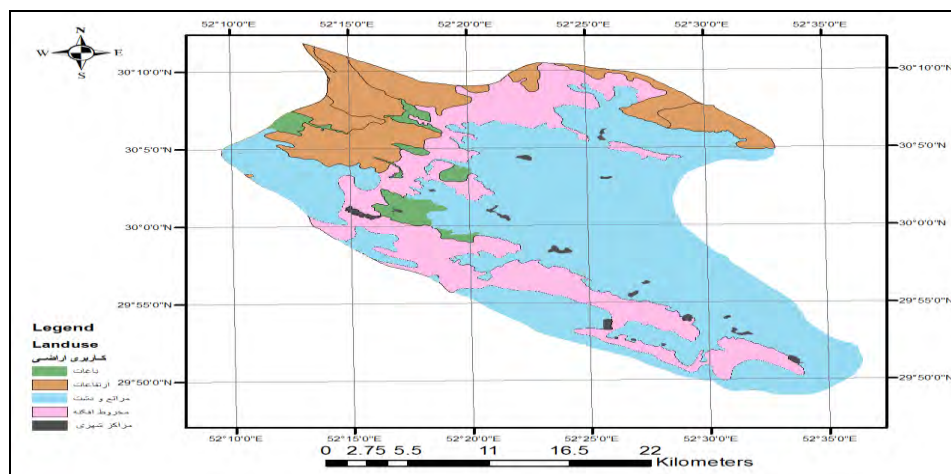 N
W E
S
52°10'0"E 52°15'0"E 52°20'0"E 52°25'0"E 52°30'0"E 52°35'0"E
30°10'0"N 30°10'0"N
30°5'0"N 30°5'0"N
30°0'0"N 30°0'0"N
29°55'0"N 29°55'0"N
29°50'0"N 29°50'0"N
Legend
Landuse
کاربری اراضی
باغات
ارتفاعات
مراتع و دشت
مخروط افکنه
مراکز شهری
52°10'0"E 52°15'0"E 52°20'0"E 52°25'0"E 52°30'0"E 52°35'0"E
0 2.75 5.5 11 16.5 22
Kilometers